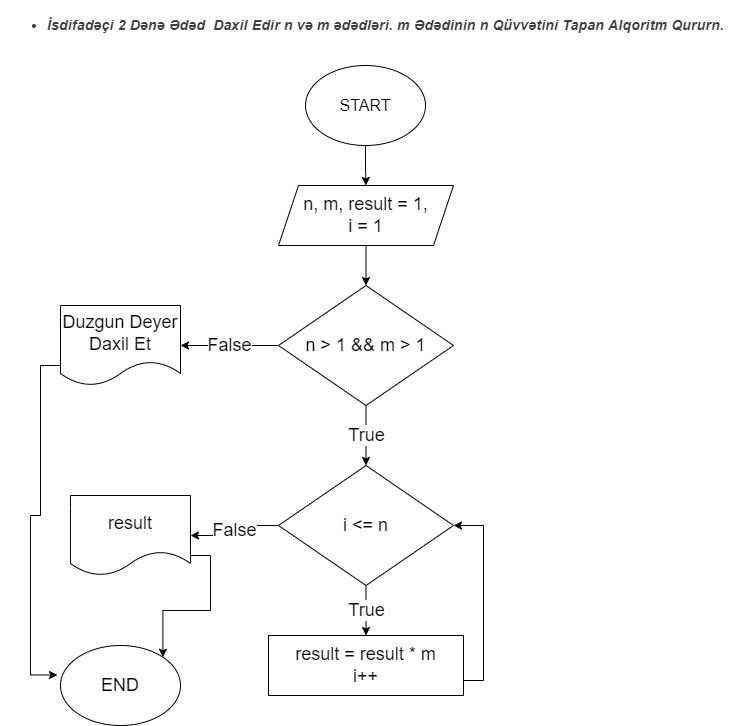 İsdifadəçi 2 Dənə Ədəd Daxil Edir n və m ədədləri. m Ədədinin n Qüvvətini Tapan Alqoritm Qururn.
START
n, m, result = 1,
i = 1
n > 1 && m > 1
False
Duzgun Deyer
Daxil Et
True
i <= n
False
result
True
result = result * m
i++
END